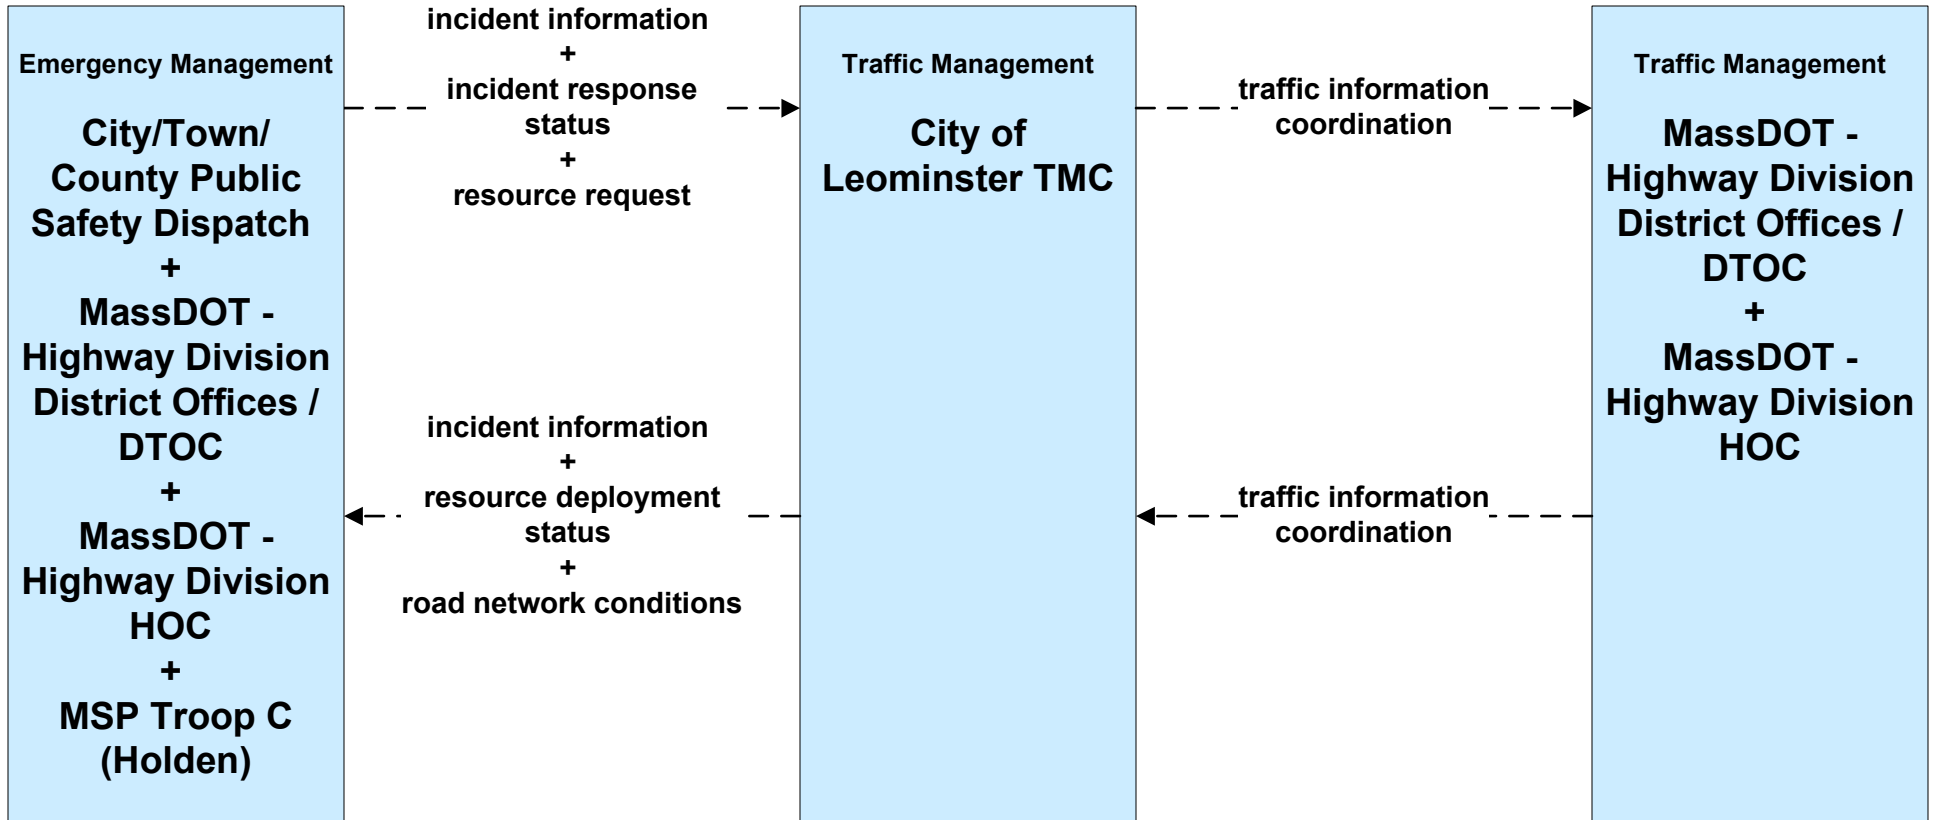 Emergency Management
City/Town/
County Public
Safety Dispatch
+
MassDOT -
Highway Division
District Offices /
DTOC
+
MassDOT -
Highway Division
HOC
+
MSP Troop C
(Holden)
incident information
+
incident response
status
+
resource request
incident information
+
resource deployment
status
+
road network conditions
Traffic Management
City of
Leominster TMC
traffic information
coordination
traffic information
coordination
Traffic Management
MassDOT -
Highway Division
District Offices /
DTOC
+
MassDOT -
Highway Division
HOC